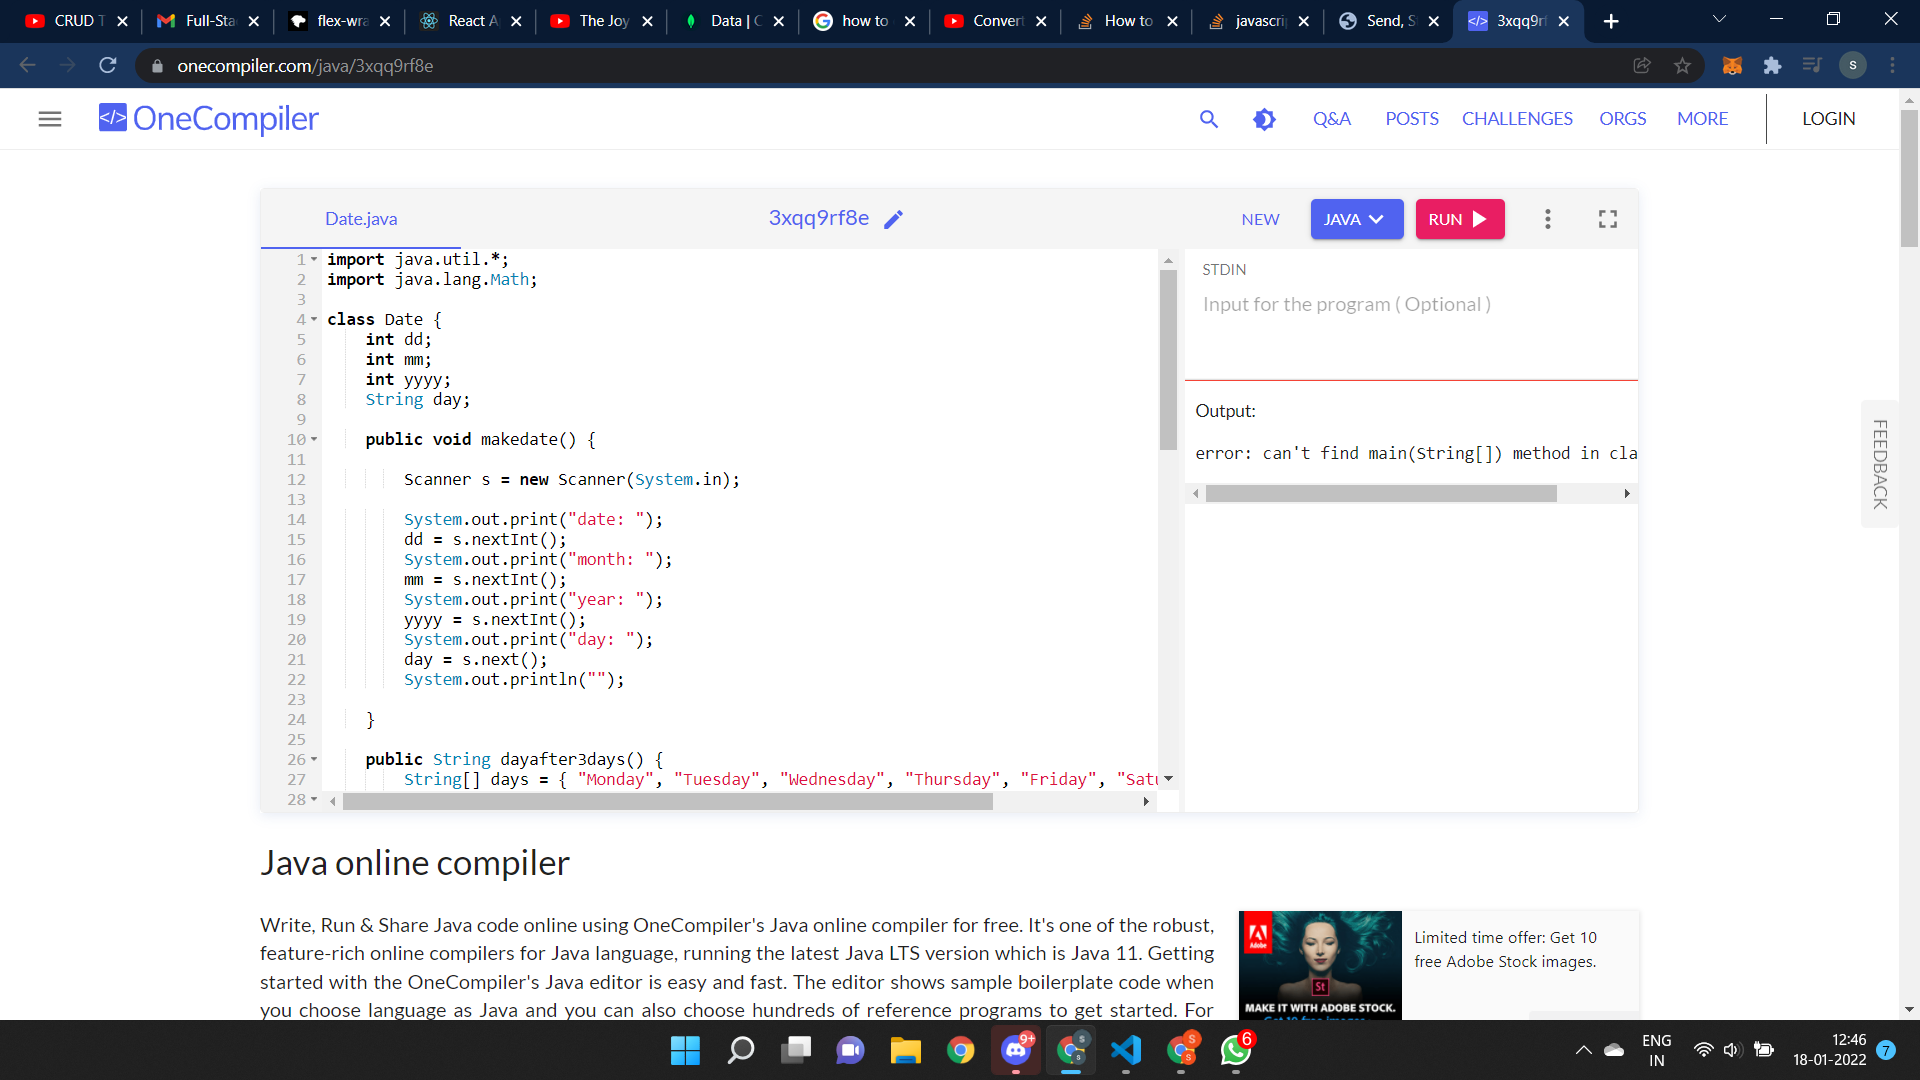 CRUD T
Full-Sta
flex-wra
React A
The Joy
Data | C
how to
Convert
How to
javascri
Send, S
3xqq9rf
onecompiler.com/java/3xqq9rf8e
S
</> OneCompiler
Q&A
POSTS
CHALLENGES
ORGS
MORE
LOGIN
Date.java
3xqq9rf8e
NEW
JAVA
RUN
1 import java.util.*;
2 import java.lang.Math;
3
4 class Date {
5 int dd;
6 int mm;
7 int yyyy;
8 String day;
9
10 public void makedate() {
11
12 Scanner s = new Scanner(System.in);
13
14 System.out.print("date: ");
15 dd = s.nextInt();
16 System.out.print("month: ");
17 mm = s.nextInt();
18 System.out.print("year: ");
19 yyyy = s.nextInt();
20 System.out.print("day: ");
21 day = s.next();
22 System.out.println("");
23
24 }
25
26 public String dayafter3days() {
27 String[] days = { "Monday", "Tuesday", "Wednesday", "Thursday", "Friday", "Satu
28
STDIN
Input for the program ( Optional )
Output:
error: can't find main(String[]) method in cla
FEEDBACK
Java online compiler
Write, Run & Share Java code online using OneCompiler's Java online compiler for free. It's one of the robust,
feature-rich online compilers for Java language, running the latest Java LTS version which is Java 11. Getting
started with the OneCompiler's Java editor is easy and fast. The editor shows sample boilerplate code when
you choose language as Java and you can also choose hundreds of reference programs to get started. For
Adobe
St
MAKE IT WITH ADOBE STOCK.
Limited time offer: Get 10
free Adobe Stock images.
9+
S
S
S
S
6
ENG
IN
12:46
18-01-2022
7